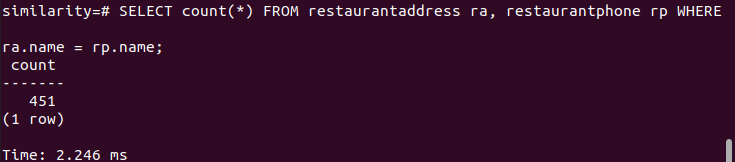 similarity=# SELECT count(*) FROM restaurantaddress ra, restaurantphone rp WHERE
ra.name = rp.name;
 count
-------
   451
(1 row)
Time: 2.246 ms